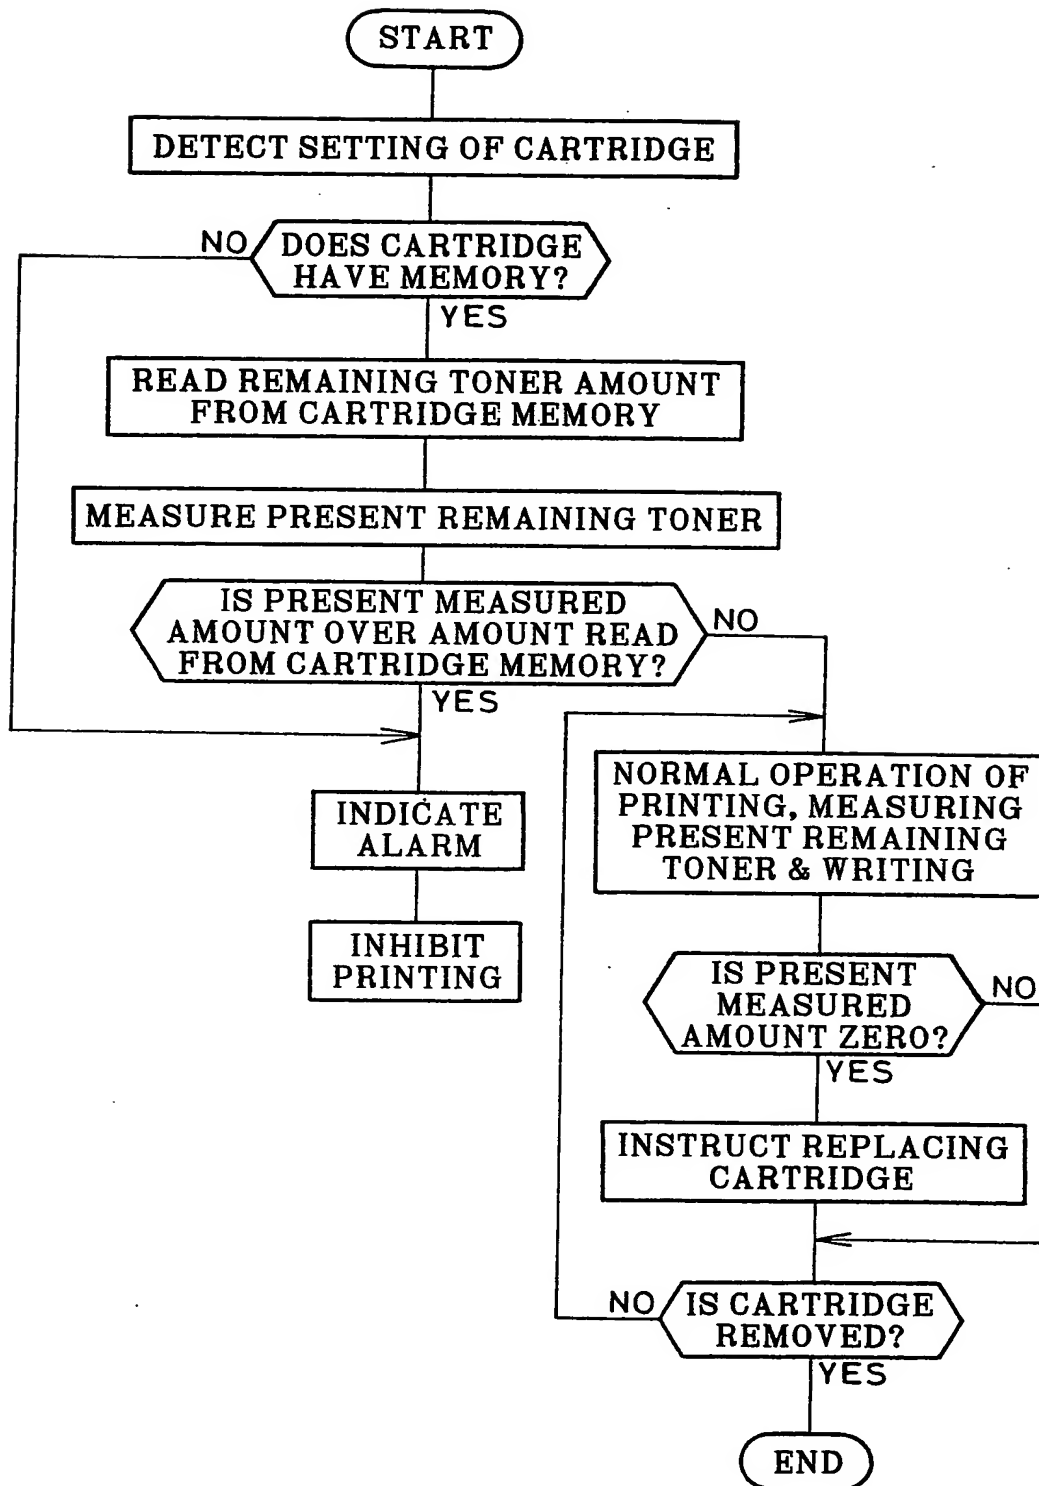 START
DETECT SETTING OF CARTRIDGE
NO
DOES CARTRIDGE
HAVE MEMORY?
YES
READ REMAINING TONER AMOUNT
FROM CARTRIDGE MEMORY
MEASURE PRESENT REMAINING TONER
IS PRESENT MEASURED
AMOUNT OVER AMOUNT READ
FROM CARTRIDGE MEMORY?
NO
YES
INDICATE
ALARM
INHIBIT
PRINTING
NORMAL OPERATION OF
PRINTING, MEASURING
PRESENT REMAINING
TONER & WRITING
IS PRESENT
MEASURED
AMOUNT ZERO?
NO
YES
INSTRUCT REPLACING
CARTRIDGE
NO
IS CARTRIDGE
REMOVED?
YES
END